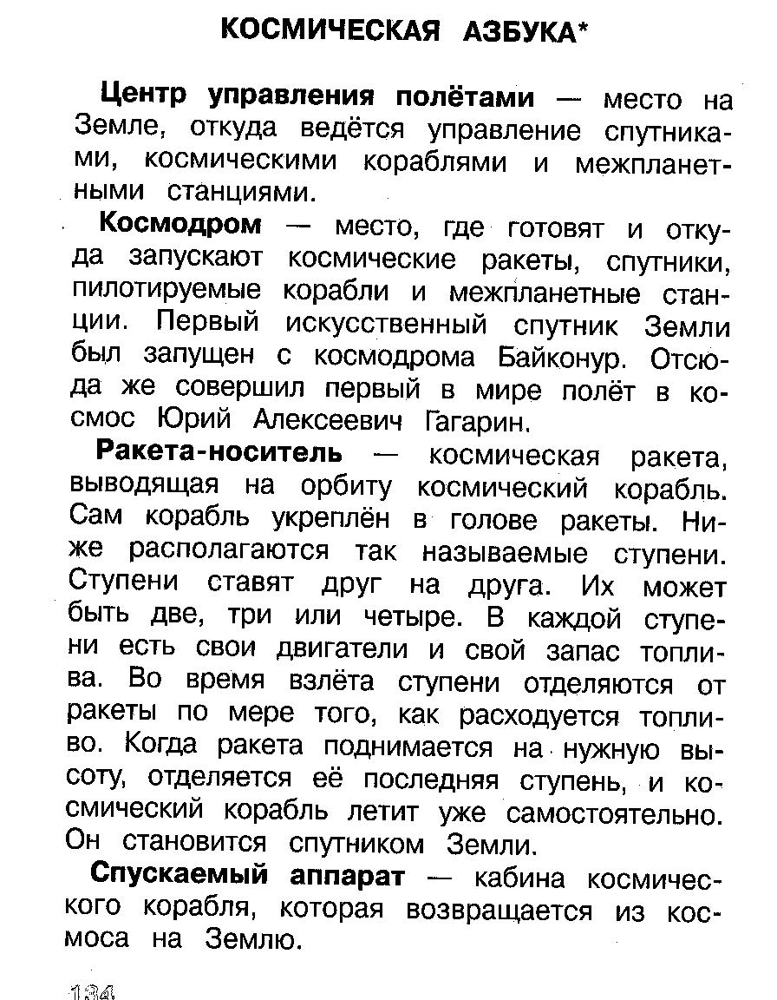 КОСМИЧЕСКАЯ АЗБУКА*
Центр управления полётами — место на
Земле, откуда ведётся управление спутника-
ми, космическими кораблями и межпланет-
ными станциями.
Космодром — место, где готовят и отку-
да запускают космические ракеты, спутники,
пилотируемые корабли и межпланетные стан-
ции. Первый искусственный спутник Земли
был запущен с космодрома Байконур. Отсю-
да же совершил первый в мире полёт в ко-
смос Юрий Алексеевич Гагарин.
Ракета-носитель — космическая ракета,
выводящая на орбиту космический корабль.
Сам корабль укреплён в голове ракеты. Ни-
же располагаются так называемые ступени.
Ступени ставят друг на друга. Их может
быть две, три или четыре. В каждой ступе-
ни есть свои двигатели и свой запас топли-
ва. Во время взлёта ступени отделяются от
ракеты по мере того, как расходуется топли-
во. Когда ракета поднимается на нужную вы-
соту, отделяется её последняя ступень, и ко-
смический корабль летит уже самостоятельно.
Он становится спутником Земли.
Спускаемый аппарат — кабина космичес-
кого корабля, которая возвращается из кос-
моса на Землю.
134